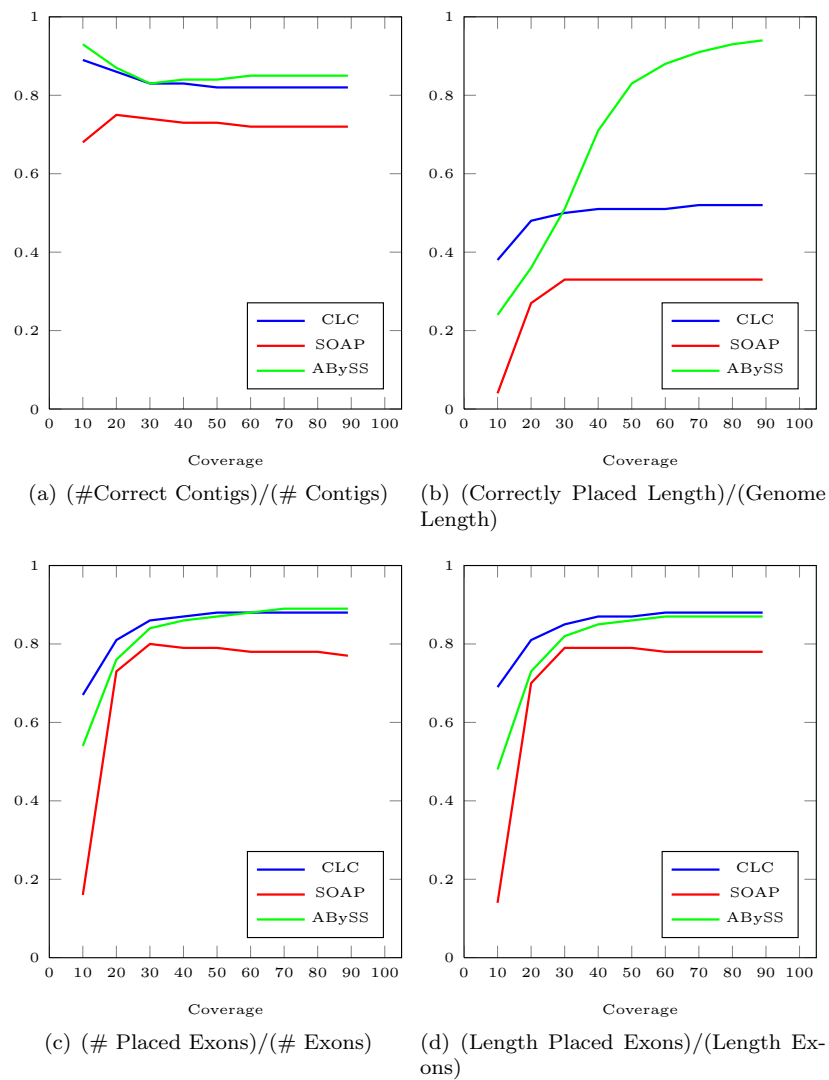 1
0.8
0.6
0.4
0.2
0
0 10 20 30 40 50 60 70 80 90 100
Coverage
CLC
SOAP
ABySS
(a) (#Correct Contigs)/(# Contigs)
1
0.8
0.6
0.4
0.2
0
0 10 20 30 40 50 60 70 80 90 100
Coverage
CLC
SOAP
ABySS
(b) (Correctly Placed Length)/(Genome
Length)
1
0.8
0.6
0.4
0.2
0
0 10 20 30 40 50 60 70 80 90 100
Coverage
CLC
SOAP
ABySS
(c) (# Placed Exons)/(# Exons)
1
0.8
0.6
0.4
0.2
0
0 10 20 30 40 50 60 70 80 90 100
Coverage
CLC
SOAP
ABySS
(d) (Length Placed Exons)/(Length Ex-
ons)